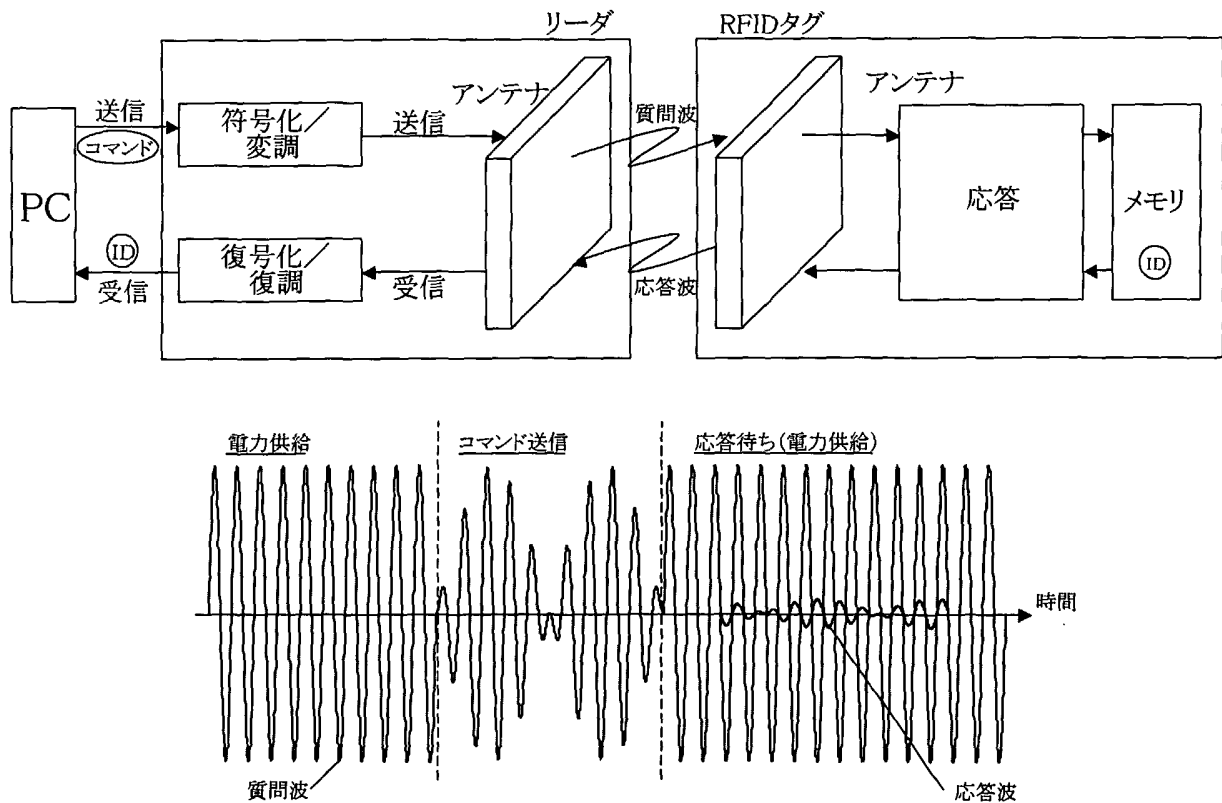 リーダ
RFIDタグ
アンテナ
アンテナ
送信
コマンド
符号化／
変調
送信
質問波
PC
応答
メモリ
ID
ID
受信
復号化／
復調
受信
応答波
電力供給
コマンド送信
応答待ち(電力供給)
時間
質問波
応答波